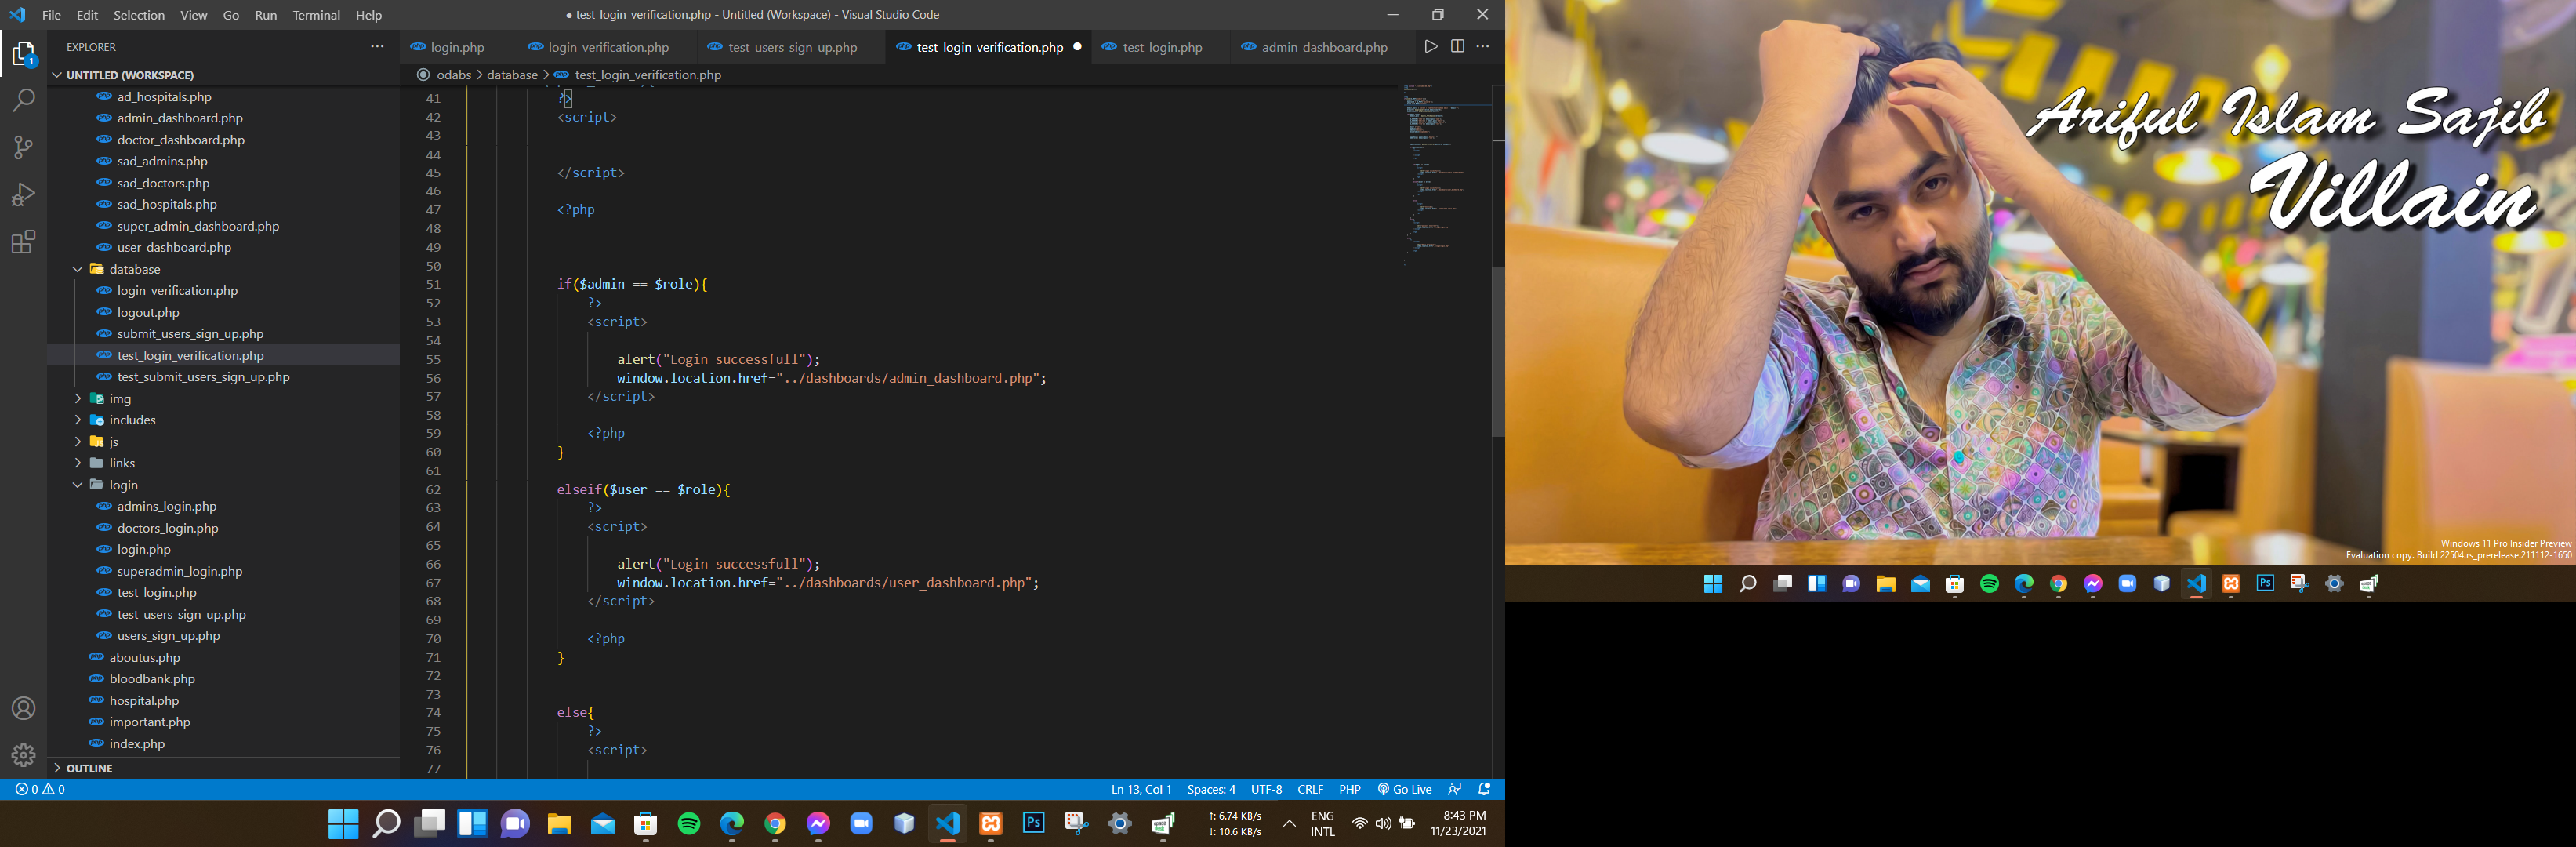 File Edit Selection View Go Run Terminal Help
● test_login_verification.php - Untitled (Workspace) - Visual Studio Code
EXPLORER
UNTITLED (WORKSPACE)
ad_hospitals.php
admin_dashboard.php
doctor_dashboard.php
sad_admins.php
sad_doctors.php
sad_hospitals.php
super_admin_dashboard.php
user_dashboard.php
database
login_verification.php
logout.php
submit_users_sign_up.php
test_login_verification.php
test_submit_users_sign_up.php
img
includes
js
links
login
admins_login.php
doctors_login.php
login.php
superadmin_login.php
test_login.php
test_users_sign_up.php
users_sign_up.php
aboutus.php
bloodbank.php
hospital.php
important.php
index.php
OUTLINE
login.php login_verification.php test_users_sign_up.php test_login_verification.php test_login.php admin_dashboard.php
odabs > database > test_login_verification.php
41 ?>
42 <script>
43
44
45 </script>
46
47 <?php
48
49
50
51 if($admin == $role){
52 ?>
53 <script>
54
55 alert("Login successfull");
56 window.location.href="../dashboards/admin_dashboard.php";
57 </script>
58
59 <?php
60 }
61
62 elseif($user == $role){
63 ?>
64 <script>
65
66 alert("Login successfull");
67 window.location.href="../dashboards/user_dashboard.php";
68 </script>
69
70 <?php
71 }
72
73
74 else{
75 ?>
76 <script>
77
0 0 Ln 13, Col 1 Spaces: 4 UTF-8 CRLF PHP Go Live
↑: 6.74 KB/s
↓: 10.6 KB/s
ENG
INTL
8:43 PM
11/23/2021
Ariful Islam Sajib
Villain
Windows 11 Pro Insider Preview
Evaluation copy. Build 22504.rs_prerelease.211112-1650